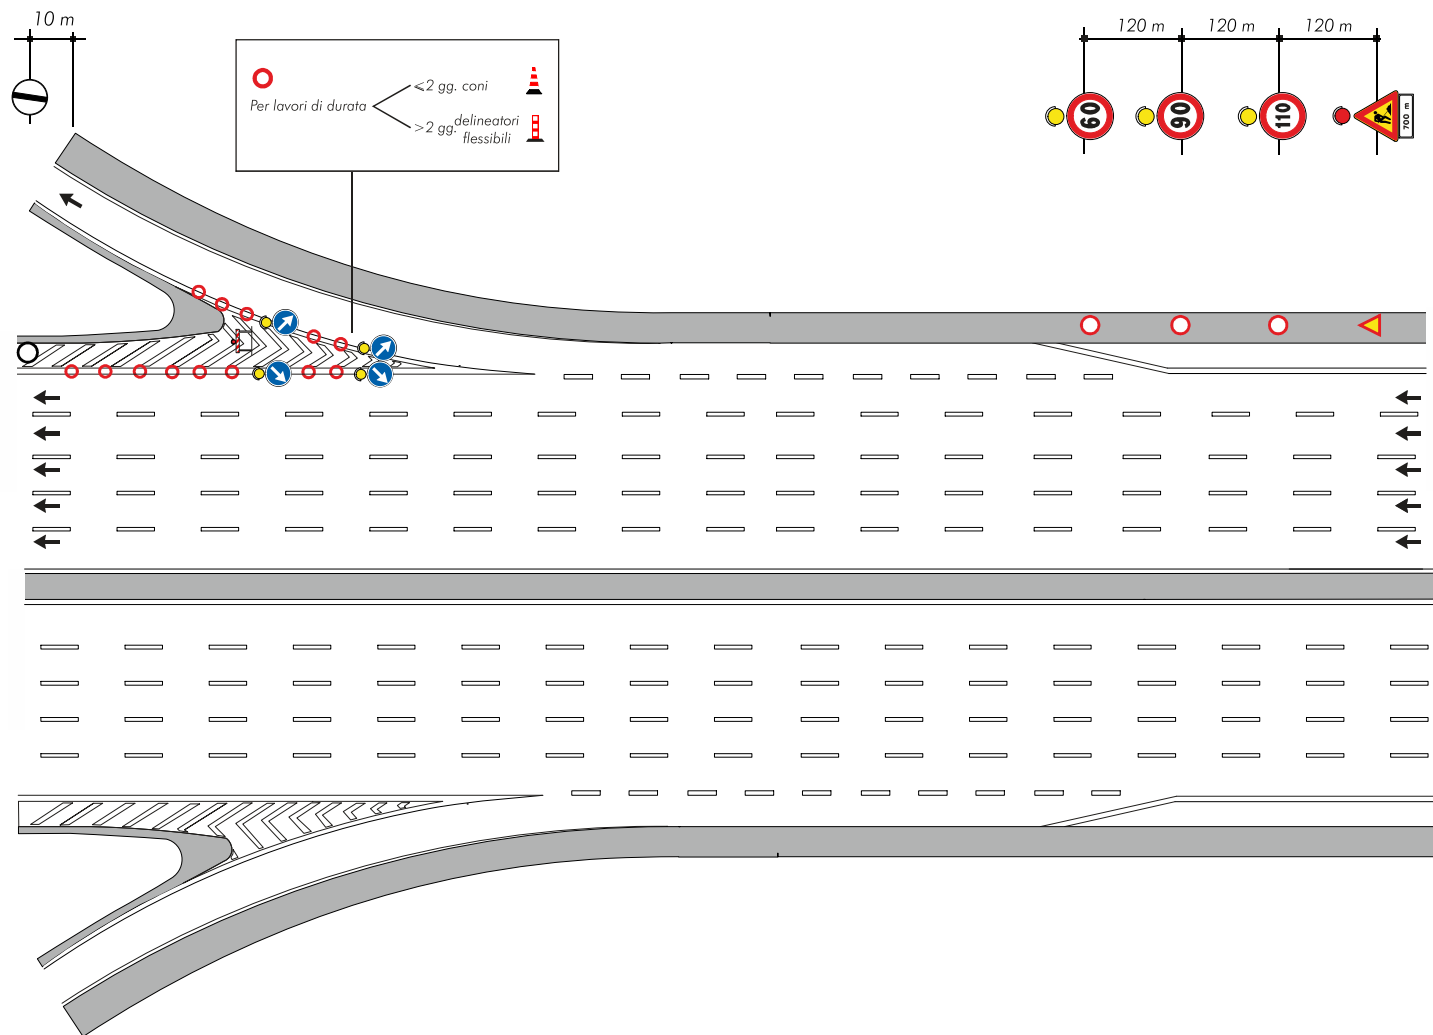 10 m
120 m
120 m
120 m
60
90
110
700 m
Per lavori di durata
⩽2 gg. coni
>2 gg. delineatori
flessibili